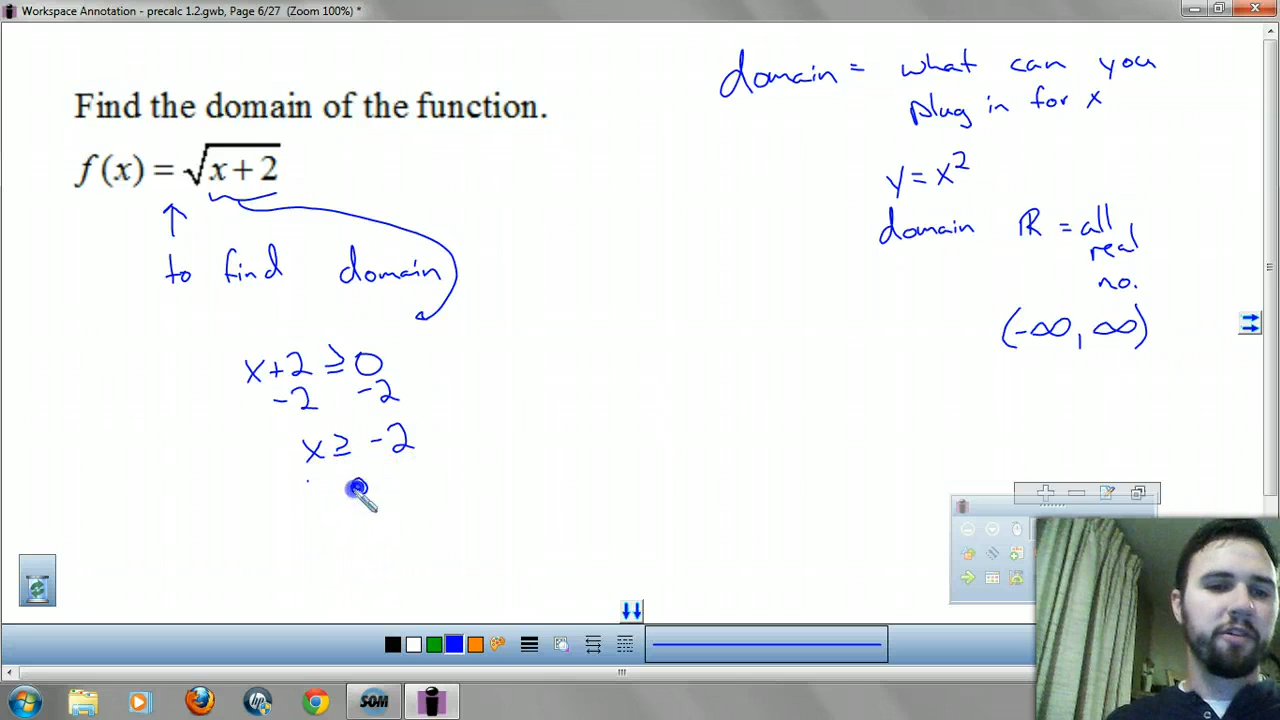 Workspace Annotation - precalc 1.2.gwb, Page 6/27 (Zoom 100%) *
Find the domain of the function.
f(x) = √x + 2
to find domain
x+2 ≥ 0
-2 -2
x ≥ -2
domain = what can you
plug in for x
y = x²
domain ℝ = all
real
no.
(-∞, ∞)
SOM